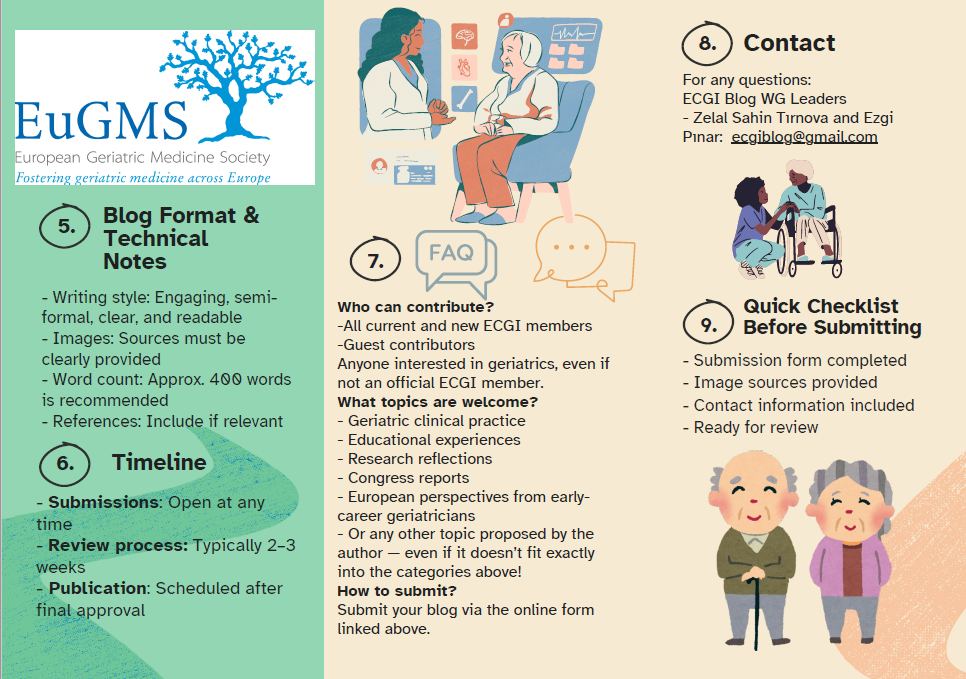 EuGMS
European Geriatric Medicine Society
Fostering geriatric medicine across Europe
5.
Blog Format &
Technical
Notes
- Writing style: Engaging, semi-
formal, clear, and readable
- Images: Sources must be
clearly provided
- Word count: Approx. 400 words
is recommended
- References: Include if relevant
6.
Timeline
- Submissions: Open at any
time
- Review process: Typically 2–3
weeks
- Publication: Scheduled after
final approval
7.
FAQ
Who can contribute?
-All current and new ECGI members
-Guest contributors
Anyone interested in geriatrics, even if
not an official ECGI member.
What topics are welcome?
- Geriatric clinical practice
- Educational experiences
- Research reflections
- Congress reports
- European perspectives from early-
career geriatricians
- Or any other topic proposed by the
author — even if it doesn’t fit exactly
into the categories above!
How to submit?
Submit your blog via the online form
linked above.
8.
Contact
For any questions:
ECGI Blog WG Leaders
- Zelal Sahin Tırnova and Ezgi
Pınar: ecgiblog@gmail.com
9.
Quick Checklist
Before Submitting
- Submission form completed
- Image sources provided
- Contact information included
- Ready for review